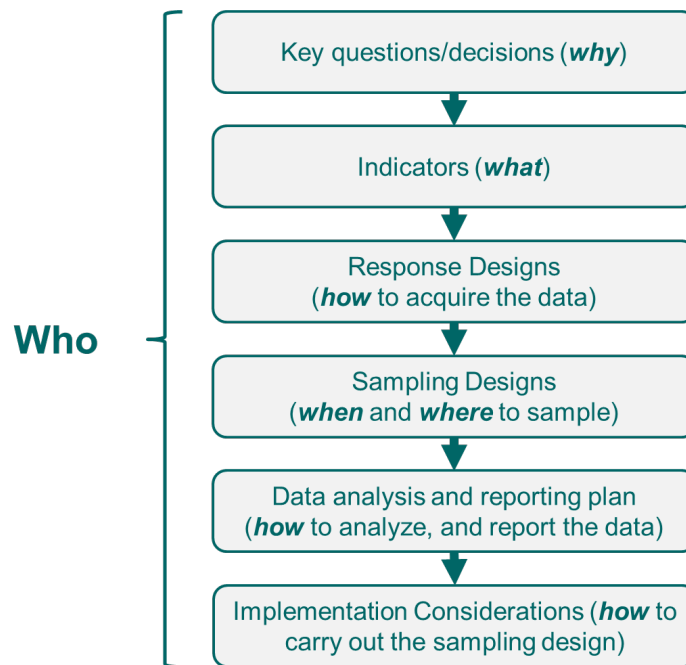 Key questions/decisions (why)
Indicators (what)
Response Designs
(how to acquire the data)
Who
Sampling Designs
(when and where to sample)
Data analysis and reporting plan
(how to analyze, and report the data)
Implementation Considerations (how to
carry out the sampling design)